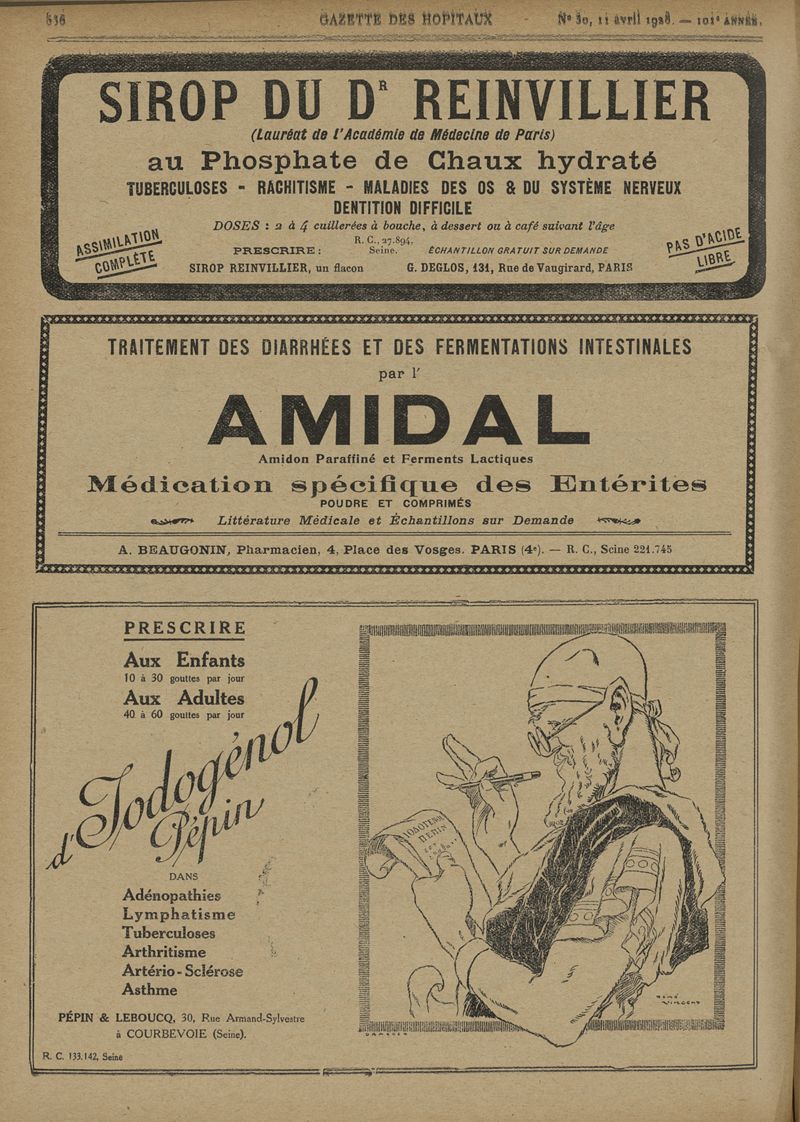 536
GAZETTE DES HOPITAUX
Nº 30, 11 avril 1928. — 101e ANNÉE.
SIROP DU DR REINVILLIER
(Lauréat de l'Académie de Médecine de Paris)
au Phosphate de Chaux hydraté
TUBERCULOSES - RACHITISME - MALADIES DES OS & DU SYSTÈME NERVEUX
DENTITION DIFFICILE
DOSES : 2 à 4 cuillerées à bouche, à dessert ou à café suivant l'âge
ASSIMILATION
COMPLÈTE
R. C., 27.894,
Seine.
PRESCRIRE :
ÉCHANTILLON GRATUIT SUR DEMANDE
SIROP REINVILLIER, un flacon
G. DEGLOS, 131, Rue de Vaugirard, PARIS
PAS D'ACIDE
LIBRE
TRAITEMENT DES DIARRHÉES ET DES FERMENTATIONS INTESTINALES
par l'
AMIDAL
Amidon Paraffiné et Ferments Lactiques
Médication spécifique des Entérites
POUDRE ET COMPRIMÉS
Littérature Médicale et Échantillons sur Demande
A. BEAUGONIN, Pharmacien, 4, Place des Vosges. PARIS (4e). — R. C., Seine 221.745
PRESCRIRE
Aux Enfants
10 à 30 gouttes par jour
Aux Adultes
40 à 60 gouttes par jour
d'Iodogénol
Pépin
DANS
Adénopathies
Lymphatisme
Tuberculoses
Arthritisme
Artério-Sclérose
Asthme
PÉPIN & LEBOUCQ, 30, Rue Armand-Sylvestre
à COURBEVOIE (Seine).
R. C. 133.142, Seine
PEPIN
RENÉ
VINCENT